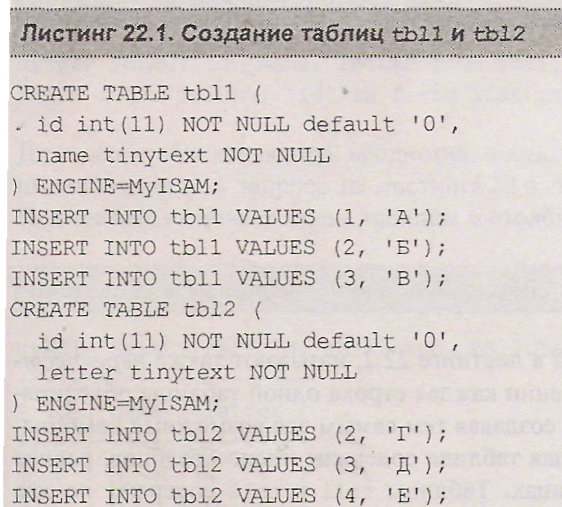 Листинг 22.1. Создание таблиц tbl1 и tbl2
CREATE TABLE tbl1 (
id int(11) NOT NULL default '0',
name tinytext NOT NULL
) ENGINE=MyISAM;
INSERT INTO tbl1 VALUES (1, 'А');
INSERT INTO tbl1 VALUES (2, 'Б');
INSERT INTO tbl1 VALUES (3, 'В');
CREATE TABLE tbl2 (
id int(11) NOT NULL default '0',
letter tinytext NOT NULL
) ENGINE=MyISAM;
INSERT INTO tbl2 VALUES (2, 'Г');
INSERT INTO tbl2 VALUES (3, 'Д');
INSERT INTO tbl2 VALUES (4, 'Е');